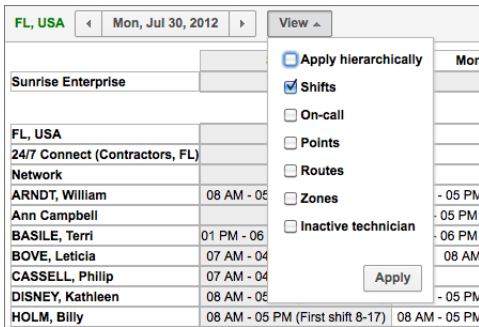 FL, USA Mon, Jul 30, 2012 View
Apply hierarchically Mon
Sunrise Enterprise Shifts
On-call
FL, USA Points
24/7 Connect (Contractors, FL)
Network Routes
ARNDT, William 08 AM - 05 Zones - 05 PM
Ann Campbell 05 PM
BASILE, Terri 01 PM - 06 Inactive technician - 06 PM
BOVE, Leticia 07 AM - 04 08 AM
CASSELL, Philip 07 AM - 04 Apply
DISNEY, Kathleen 08 AM - 05 - 05 PM
HOLM, Billy 08 AM - 05 PM (First shift 8-17) 08 AM - 05 PM